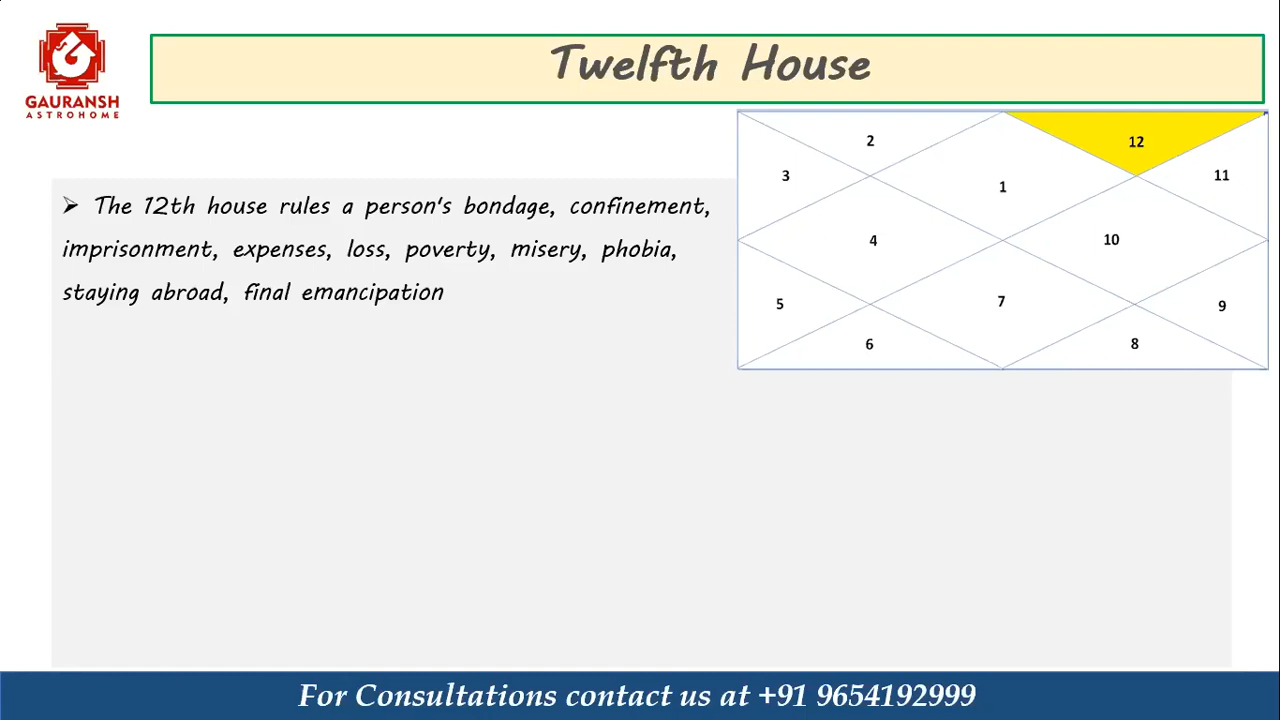 Twelfth House
GAURANSH
ASTROHOME
➢ The 12th house rules a person's bondage, confinement,
imprisonment, expenses, loss, poverty, misery, phobia,
staying abroad, final emancipation
2
12
3
1
11
4
10
5
7
9
6
8
For Consultations contact us at +91 9654192999